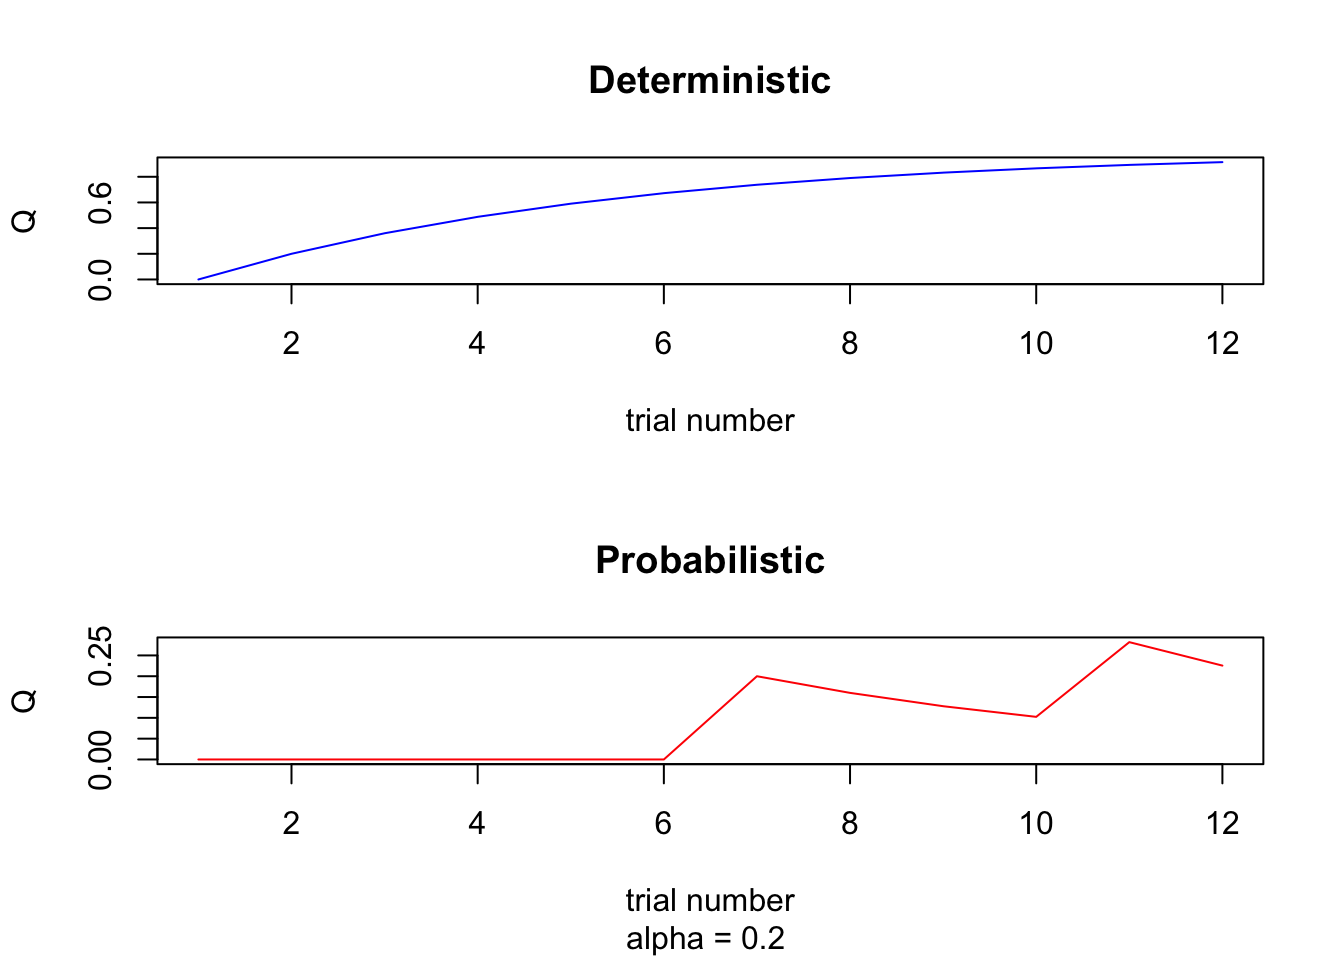 Deterministic
Q
0.6
0.0
2 4 6 8 10 12
trial number
Probabilistic
Q
0.25
0.00
2 4 6 8 10 12
trial number
alpha = 0.2